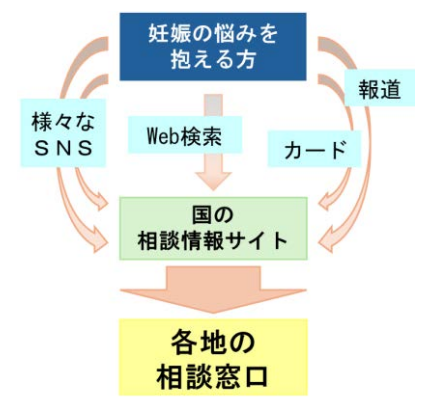 妊娠の悩みを
抱える方
報道
様々な
ＳＮＳ
Web検索
カード
国の
相談情報サイト
各地の
相談窓口